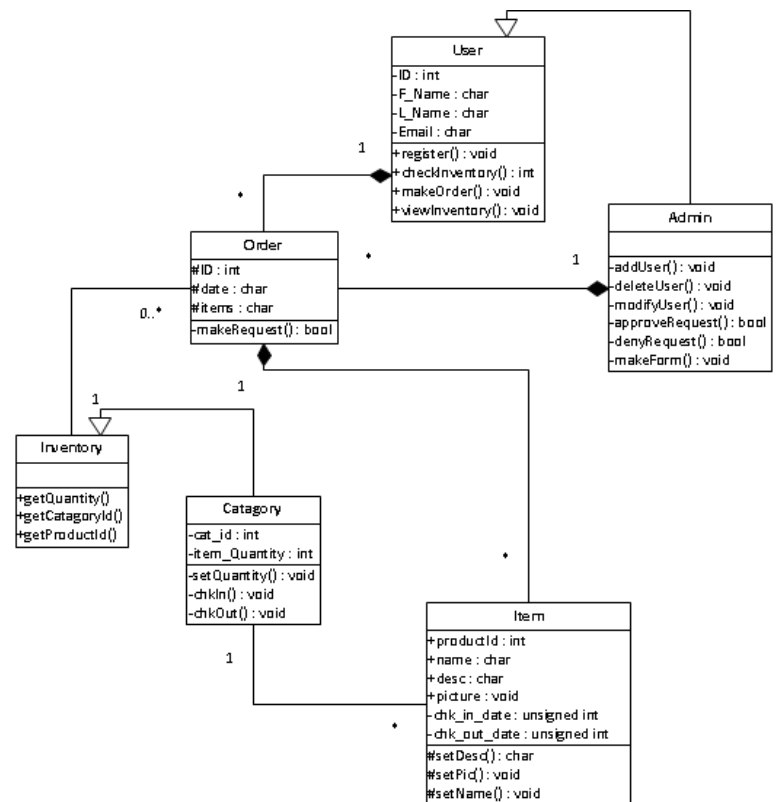 User
-ID : int
-F_Name : char
-L_Name : char
-Email : char
+register() : void
+checkInventory() : int
+makeOrder() : void
+viewInventory() : void
1
*
Admin
-addUser() : void
-deleteUser() : void
-modifyUser() : void
-approveRequest() : bool
-denyRequest() : bool
-makeForm() : void
Order
#ID : int
#date : char
#items : char
-makeRequest() : bool
*
1
0..*
1
1
Inventory
+getQuantity()
+getCatagoryId()
+getProductId()
Catagory
-cat_id : int
-item_Quantity : int
-setQuantity() : void
-chkIn() : void
-chkOut() : void
*
1
*
Item
+productId : int
+name : char
+desc : char
+picture : void
-chk_in_date : unsigned int
-chk_out_date : unsigned int
#setDesc() : char
#setPic() : void
#setName() : void